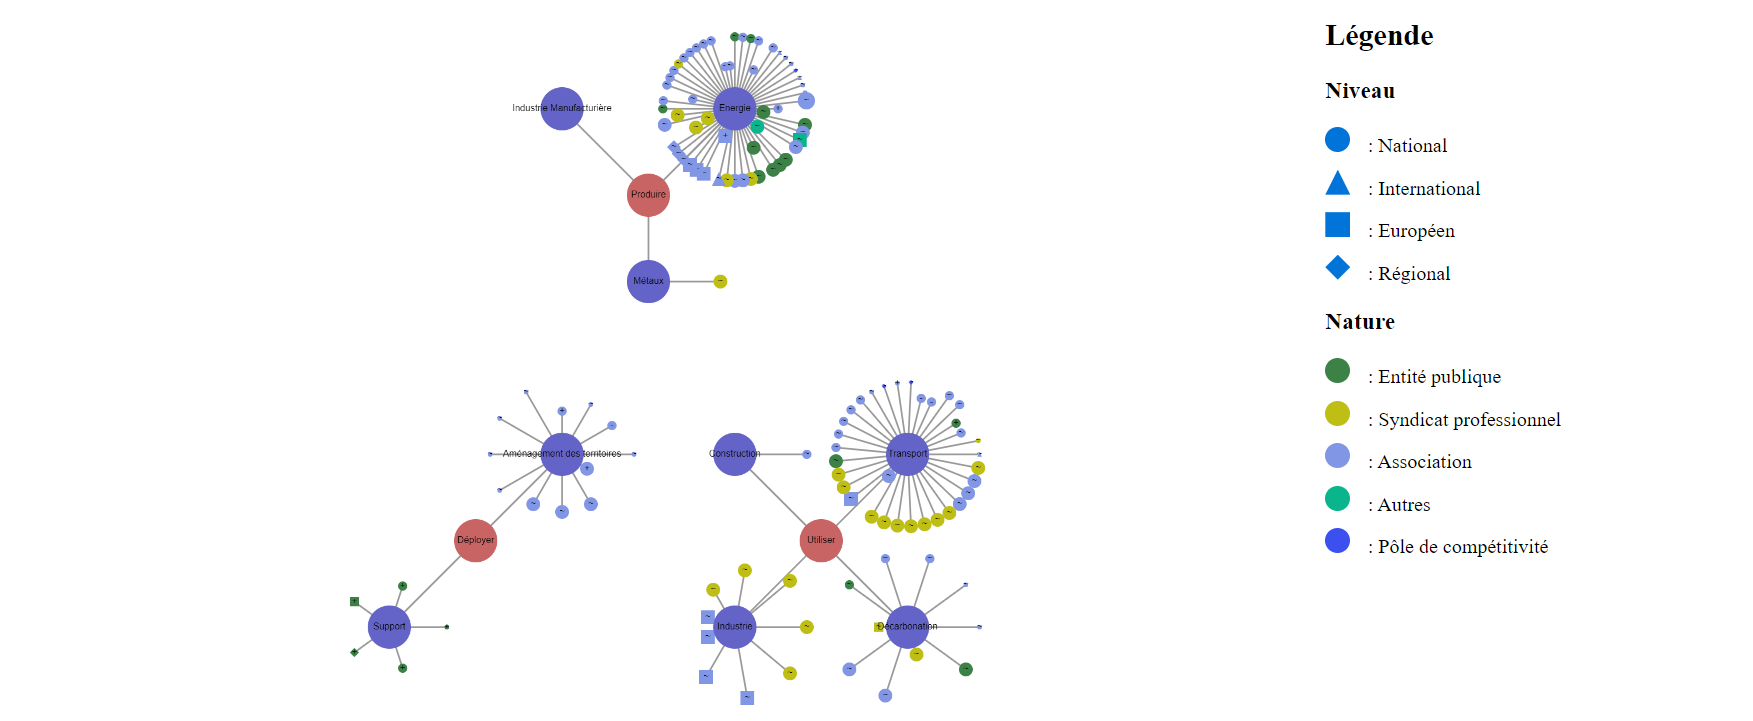 Industrie Manufacturière
Energie
Produire
Métaux
Aménagement des territoires
Construction
Transport
Déployer
Utiliser
Support
Industrie
Décarbonation
Légende
Niveau
: National
: International
: Européen
: Régional
Nature
: Entité publique
: Syndicat professionnel
: Association
: Autres
: Pôle de compétitivité